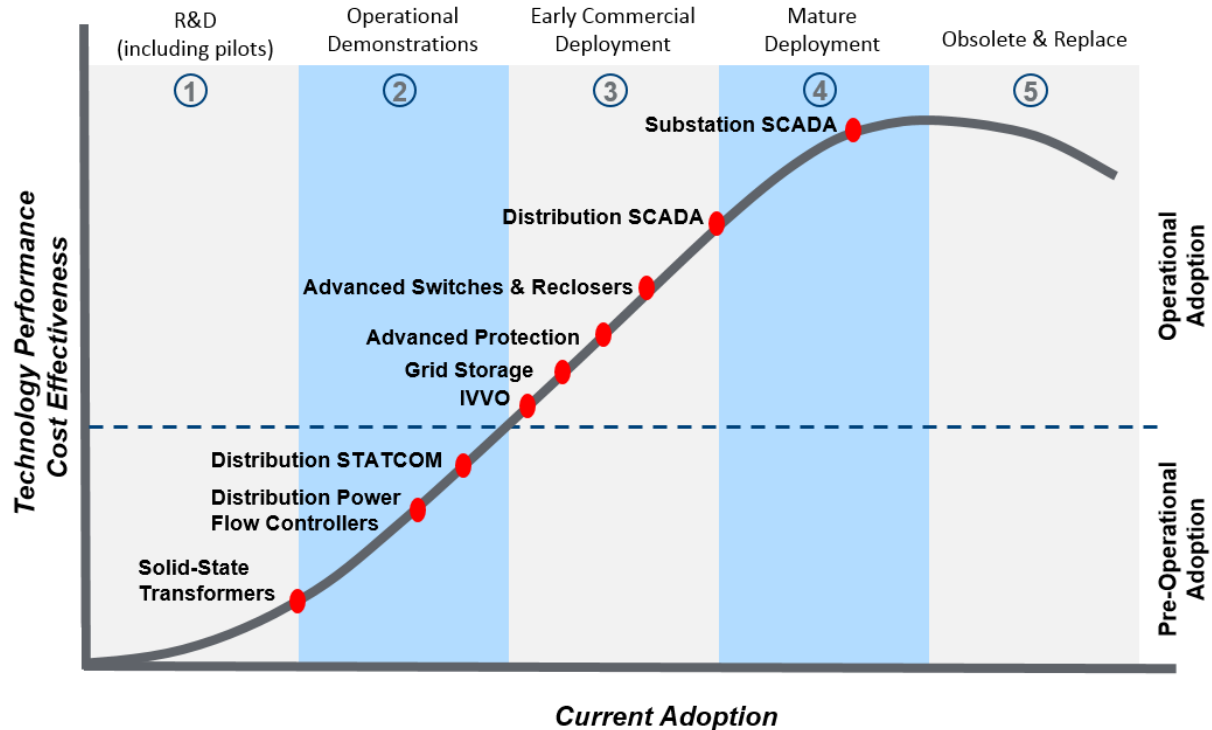 R&D
(including pilots)
Operational
Demonstrations
Early Commercial
Deployment
Mature
Deployment
Obsolete & Replace
1
2
3
4
5
Substation SCADA
Distribution SCADA
Advanced Switches & Reclosers
Advanced Protection
Grid Storage
IVVO
Distribution STATCOM
Distribution Power
Flow Controllers
Solid-State
Transformers
Technology Performance
Cost Effectiveness
Operational
Adoption
Pre-Operational
Adoption
Current Adoption